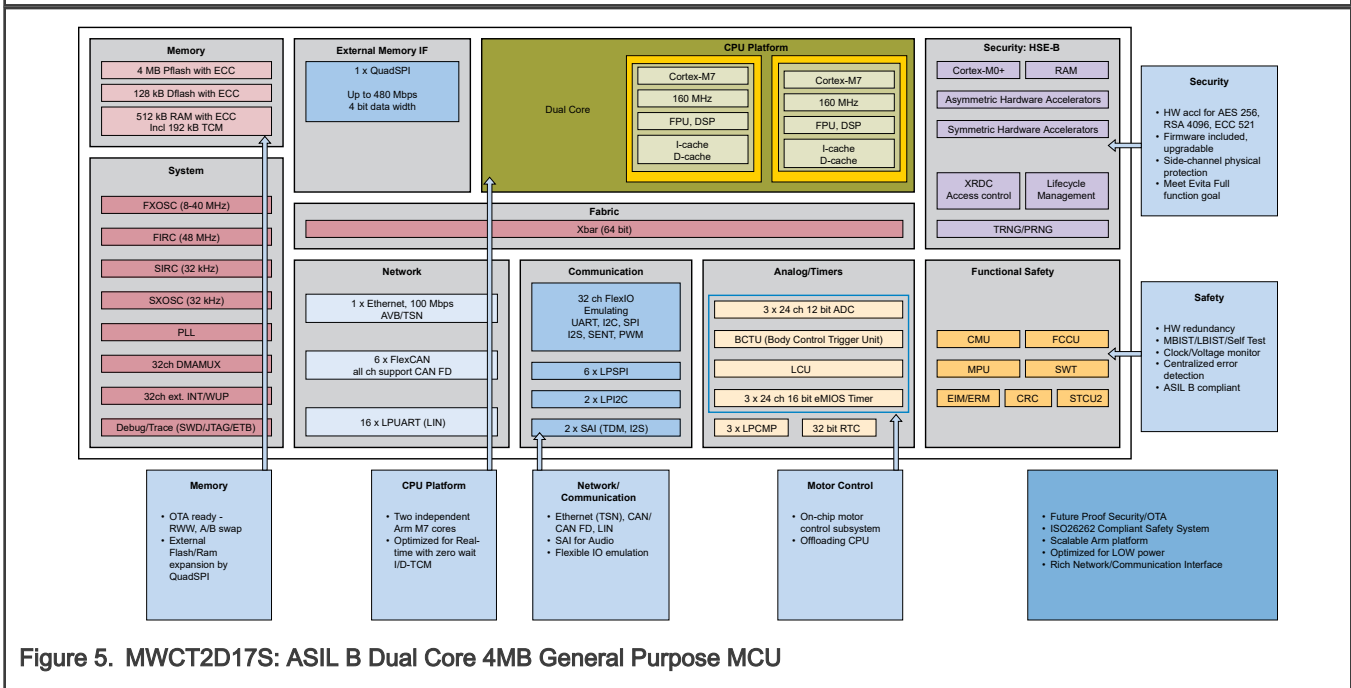 Memory
4 MB Pflash with ECC
128 kB Dflash with ECC
512 kB RAM with ECC
Incl 192 kB TCM
System
FXOSC (8-40 MHz)
FIRC (48 MHz)
SIRC (32 kHz)
SXOSC (32 kHz)
PLL
32ch DMAMUX
32ch ext. INT/WUP
Debug/Trace (SWD/JTAG/ETB)
External Memory IF
1 x QuadSPI
Up to 480 Mbps
4 bit data width
CPU Platform
Dual Core
Cortex-M7
160 MHz
FPU, DSP
I-cache
D-cache
Cortex-M7
160 MHz
FPU, DSP
I-cache
D-cache
Fabric
Xbar (64 bit)
Network
1 x Ethernet, 100 Mbps
AVB/TSN
6 x FlexCAN
all ch support CAN FD
16 x LPUART (LIN)
Communication
32 ch FlexIO
Emulating
UART, I2C, SPI
I2S, SENT, PWM
6 x LPSPI
2 x LPI2C
2 x SAI (TDM, I2S)
Analog/Timers
3 x 24 ch 12 bit ADC
BCTU (Body Control Trigger Unit)
LCU
3 x 24 ch 16 bit eMIOS Timer
3 x LPCMP
32 bit RTC
Security: HSE-B
Cortex-M0+
RAM
Asymmetric Hardware Accelerators
Symmetric Hardware Accelerators
XRDC
Access control
Lifecycle
Management
TRNG/PRNG
Functional Safety
CMU
FCCU
MPU
SWT
EIM/ERM
CRC
STCU2
Security
• HW accl for AES 256,
RSA 4096, ECC 521
• Firmware included,
upgradable
• Side-channel physical
protection
• Meet Evita Full
function goal
Safety
• HW redundancy
• MBIST/LBIST/Self Test
• Clock/Voltage monitor
• Centralized error
detection
• ASIL B compliant
Memory
• OTA ready -
RWW, A/B swap
• External
Flash/Ram
expansion by
QuadSPI
CPU Platform
• Two independent
Arm M7 cores
• Optimized for Real-
time with zero wait
I/D-TCM
Network/
Communication
• Ethernet (TSN), CAN/
CAN FD, LIN
• SAI for Audio
• Flexible IO emulation
Motor Control
• On-chip motor
control subsystem
• Offloading CPU
• Future Proof Security/OTA
• ISO26262 Compliant Safety System
• Scalable Arm platform
• Optimized for LOW power
• Rich Network/Communication Interface
Figure 5. MWCT2D17S: ASIL B Dual Core 4MB General Purpose MCU